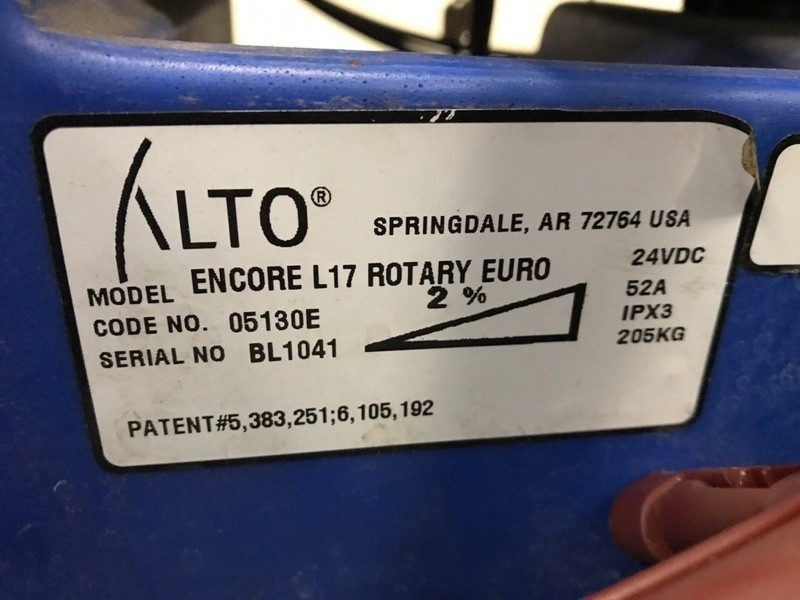 ALTO®
SPRINGDALE, AR 72764 USA
MODEL ENCORE L17 ROTARY EURO
24VDC
CODE NO. 05130E
2 %
52A
IPX3
SERIAL NO BL1041
205KG
PATENT#5,383,251;6,105,192